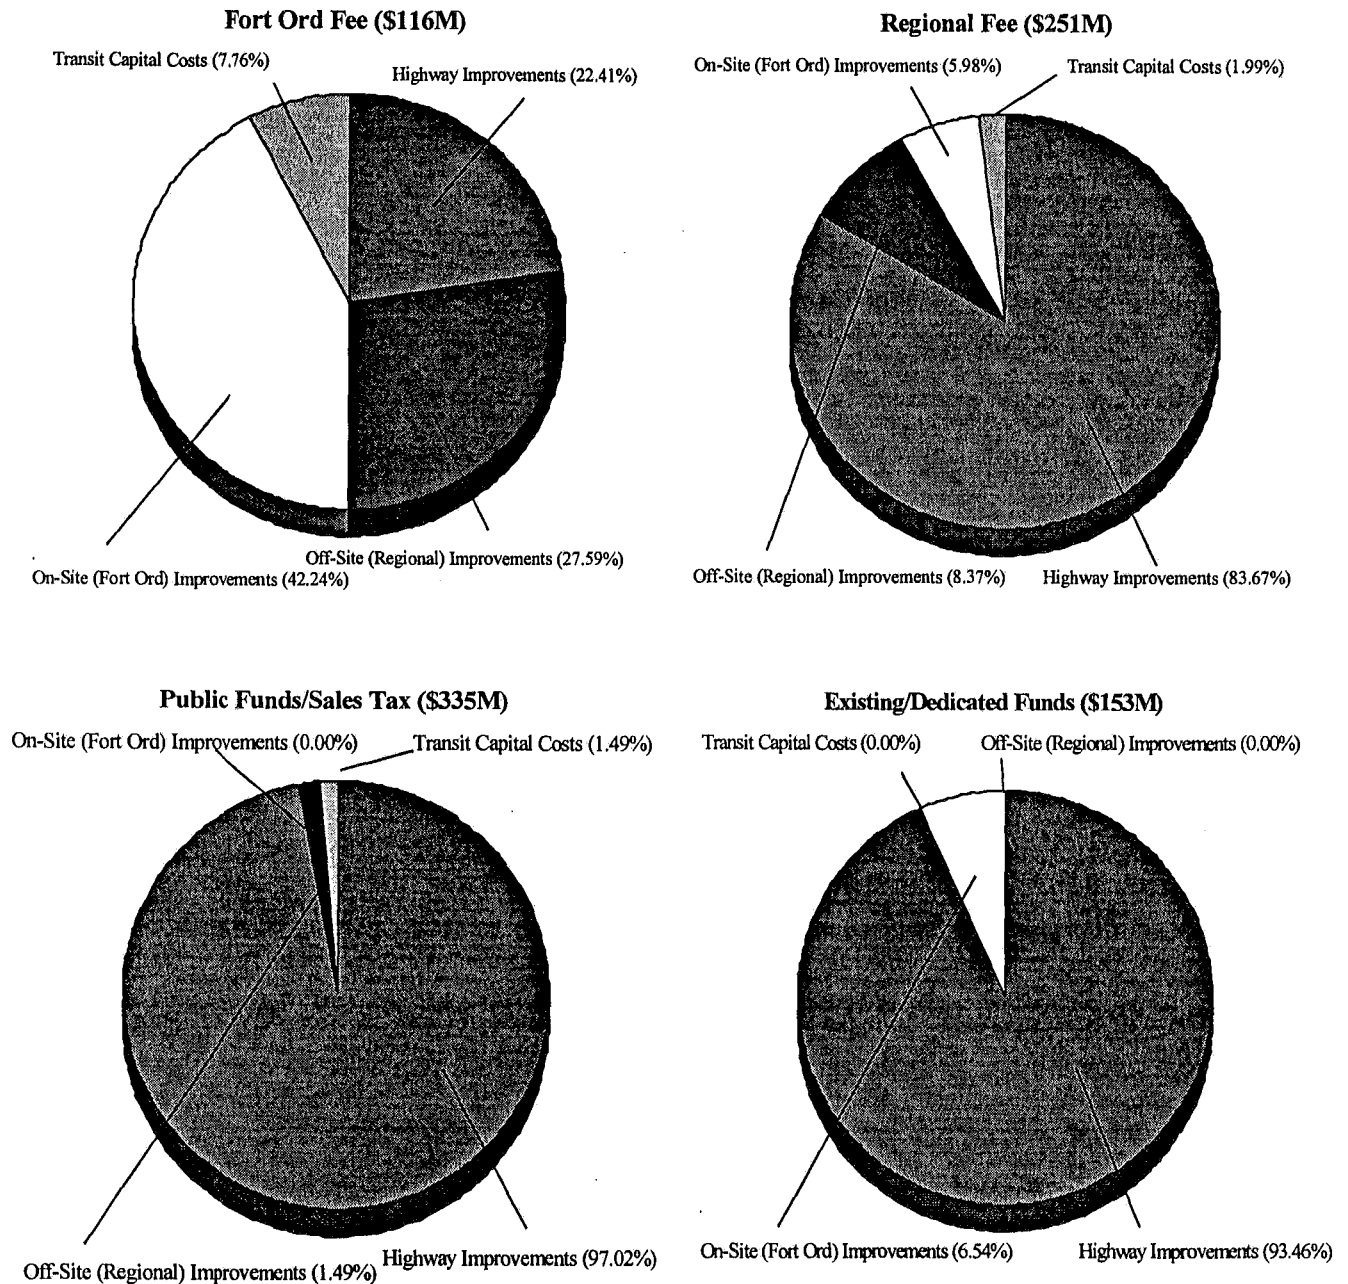 Fort Ord Fee ($116M)
Transit Capital Costs (7.76%)
Highway Improvements (22.41%)
Off-Site (Regional) Improvements (27.59%)
On-Site (Fort Ord) Improvements (42.24%)
Regional Fee ($251M)
On-Site (Fort Ord) Improvements (5.98%)
Transit Capital Costs (1.99%)
Off-Site (Regional) Improvements (8.37%)
Highway Improvements (83.67%)
Public Funds/Sales Tax ($335M)
On-Site (Fort Ord) Improvements (0.00%)
Transit Capital Costs (1.49%)
Off-Site (Regional) Improvements (1.49%)
Highway Improvements (97.02%)
Existing/Dedicated Funds ($153M)
Transit Capital Costs (0.00%)
Off-Site (Regional) Improvements (0.00%)
On-Site (Fort Ord) Improvements (6.54%)
Highway Improvements (93.46%)